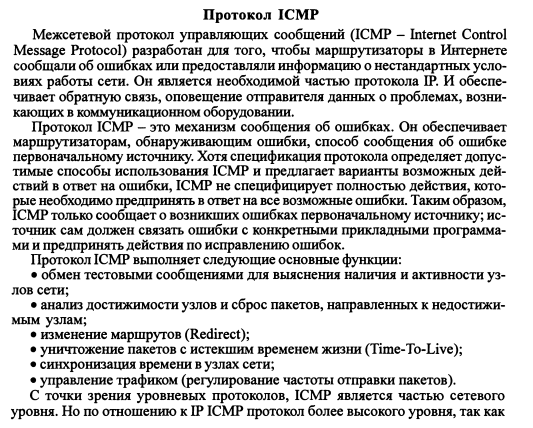 Протокол ICMP
Межсетевой протокол управляющих сообщений (ICMP – Internet Control
Message Protocol) разработан для того, чтобы маршрутизаторы в Интернете
сообщали об ошибках или предоставляли информацию о нестандартных усло-
виях работы сети. Он является необходимой частью протокола IP. И обеспе-
чивает обратную связь, оповещение отправителя данных о проблемах, возни-
кающих в коммуникационном оборудовании.
Протокол ICMP – это механизм сообщения об ошибках. Он обеспечивает
маршрутизаторам, обнаруживающим ошибки, способ сообщения об ошибке
первоначальному источнику. Хотя спецификация протокола определяет допус-
тимые способы использования ICMP и предлагает варианты возможных дей-
ствий в ответ на ошибки, ICMP не специфицирует полностью действия, кото-
рые необходимо предпринять в ответ на все возможные ошибки. Таким образом,
ICMP только сообщает о возникших ошибках первоначальному источнику; ис-
точник сам должен связать ошибки с конкретными прикладными программа-
ми и предпринять действия по исправлению ошибок.
Протокол ICMP выполняет следующие основные функции:
• обмен тестовыми сообщениями для выяснения наличия и активности уз-
лов сети;
• анализ достижимости узлов и сброс пакетов, направленных к недостижи-
мым узлам;
• изменение маршрутов (Redirect);
• уничтожение пакетов с истекшим временем жизни (Time-To-Live);
• синхронизация времени в узлах сети;
• управление трафиком (регулирование частоты отправки пакетов).
С точки зрения уровневых протоколов, ICMP является частью сетевого
уровня. Но по отношению к IP ICMP протокол более высокого уровня, так как